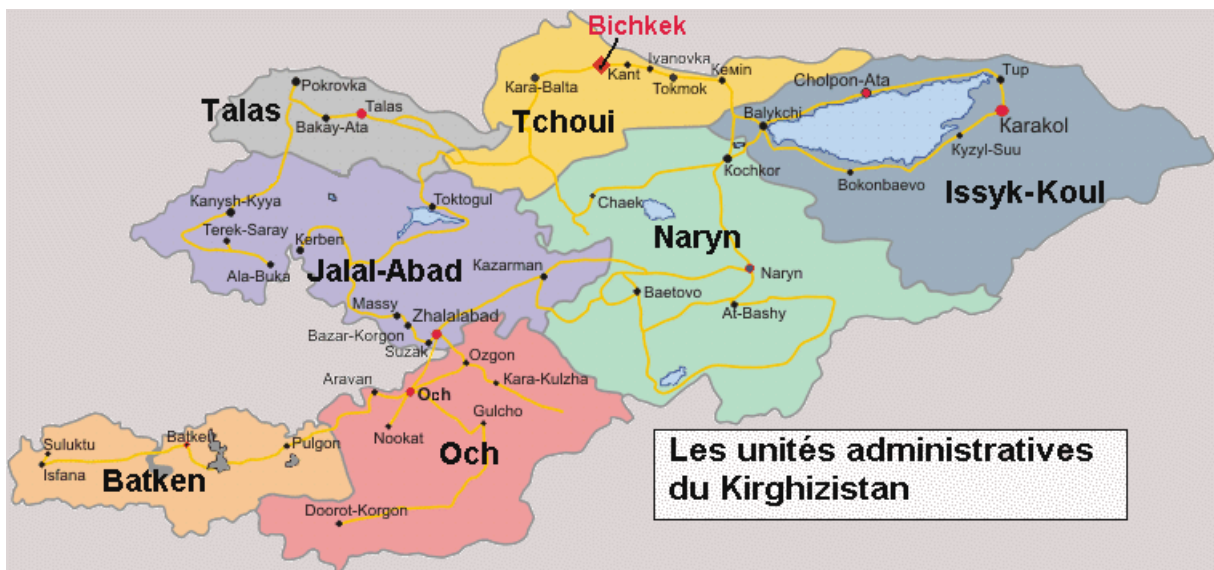 Bichkek
Ivanovka
Kant
Кемін
Kara-Balta
Tokmok
Tchoui
Cholpon-Ata
Tup
Balykchi
Karakol
Kyzyl-Suu
Bokonbaevo
Issyk-Koul
Pokrovka
Talas
Talas
Bakay-Ata
Kochkor
Chaek
Naryn
Naryn
Baetovo
At-Bashy
Kanysh-Kyya
Toktogul
Terek-Saray
Kerben
Ala-Buka
Jalal-Abad
Kazarman
Massy
Zhalalabad
Bazar-Korgon
Suzak
Ozgon
Aravan
Kara-Kulzha
Och
Gulcho
Nookat
Och
Doorot-Korgon
Suluktu
Batken
Pulgon
Isfana
Batken
Les unités administratives
du Kirghizistan